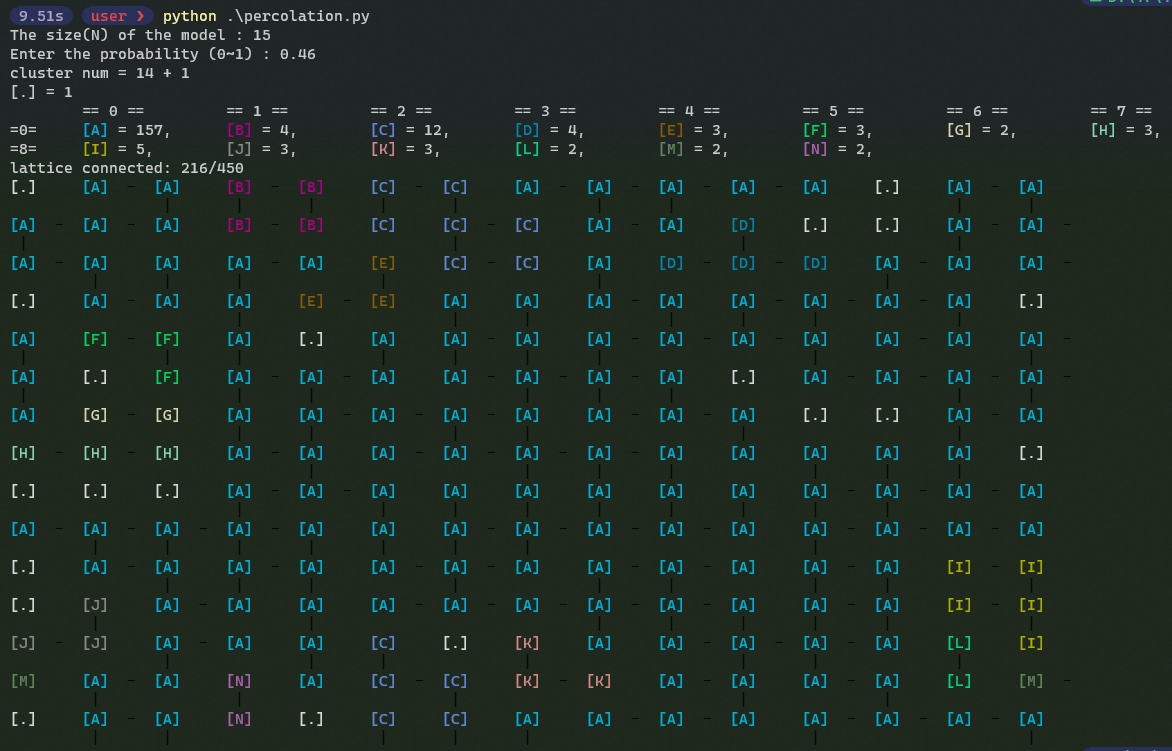 9.51s user ❯ python .\percolation.py
The size(N) of the model : 15
Enter the probability (0~1) : 0.46
cluster num = 14 + 1
[.] = 1
== 0 == == 1 == == 2 == == 3 == == 4 == == 5 == == 6 == == 7 ==
=0= [A] = 157, [B] = 4, [C] = 12, [D] = 4, [E] = 3, [F] = 3, [G] = 2, [H] = 3,
=8= [I] = 5, [J] = 3, [K] = 3, [L] = 2, [M] = 2, [N] = 2,
lattice connected: 216/450
[.] [A] [A] [B] [B] [C] [C] [A] [A] [A] [A] [A] [.] [A] [A]
[A] [A] [A] [B] [B] [C] [C] [C] [A] [A] [D] [.] [.] [A] [A]
[A] [A] [A] [A] [A] [E] [C] [C] [A] [D] [D] [D] [A] [A] [A]
[.] [A] [A] [A] [E] [E] [A] [A] [A] [A] [A] [A] [A] [A] [.]
[A] [F] [F] [A] [.] [A] [A] [A] [A] [A] [A] [A] [A] [A] [A]
[A] [.] [F] [A] [A] [A] [A] [A] [A] [A] [.] [A] [A] [A] [A]
[A] [G] [G] [A] [A] [A] [A] [A] [A] [A] [A] [.] [.] [A] [A]
[H] [H] [H] [A] [A] [A] [A] [A] [A] [A] [A] [A] [A] [A] [.]
[.] [.] [.] [A] [A] [A] [A] [A] [A] [A] [A] [A] [A] [A] [A]
[A] [A] [A] [A] [A] [A] [A] [A] [A] [A] [A] [A] [A] [A] [A]
[.] [A] [A] [A] [A] [A] [A] [A] [A] [A] [A] [A] [A] [I] [I]
[.] [J] [A] [A] [A] [A] [A] [A] [A] [A] [A] [A] [A] [I] [I]
[J] [J] [A] [A] [A] [C] [.] [K] [A] [A] [A] [A] [A] [L] [I]
[M] [A] [A] [N] [A] [C] [C] [K] [K] [A] [A] [A] [A] [L] [M]
[.] [A] [A] [N] [.] [C] [C] [A] [A] [A] [A] [A] [A] [A] [A]